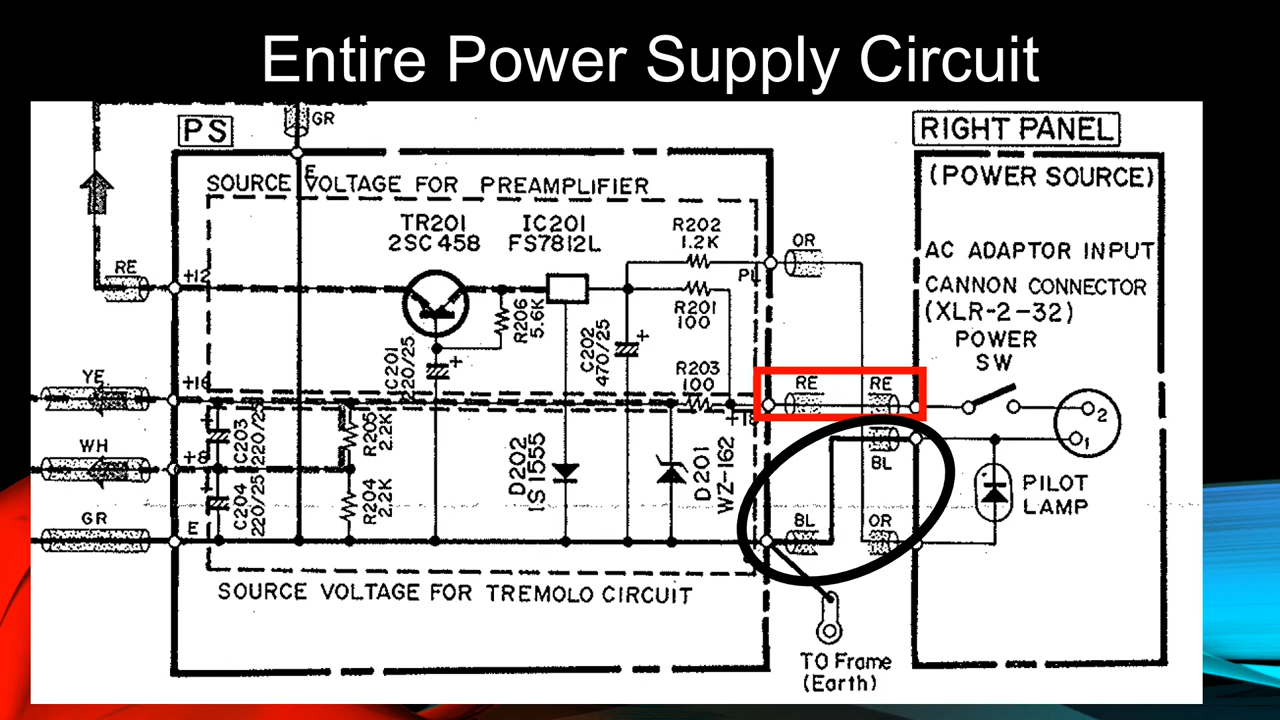 Entire Power Supply Circuit
GR
PS
RIGHT PANEL
E
SOURCE VOLTAGE FOR PREAMPLIFIER
(POWER SOURCE)
TR201
2SC458
IC201
FS7812L
R202
1.2K
OR
AC ADAPTOR INPUT
CANNON CONNECTOR
(XLR-2-32)
POWER
SW
RE
+12
PL
R206
5.6K
R201
100
C201
220/25
+
C202
470/25
+
R203
100
RE
RE
YE
+16
+18
2
1
C203
220/25
R205
2.2K
D202
1S1555
D201
WZ-162
BL
WH
+8
+
C204
220/25
R204
2.2K
PILOT
LAMP
GR
E
BL
OR
SOURCE VOLTAGE FOR TREMOLO CIRCUIT
TO Frame
(Earth)